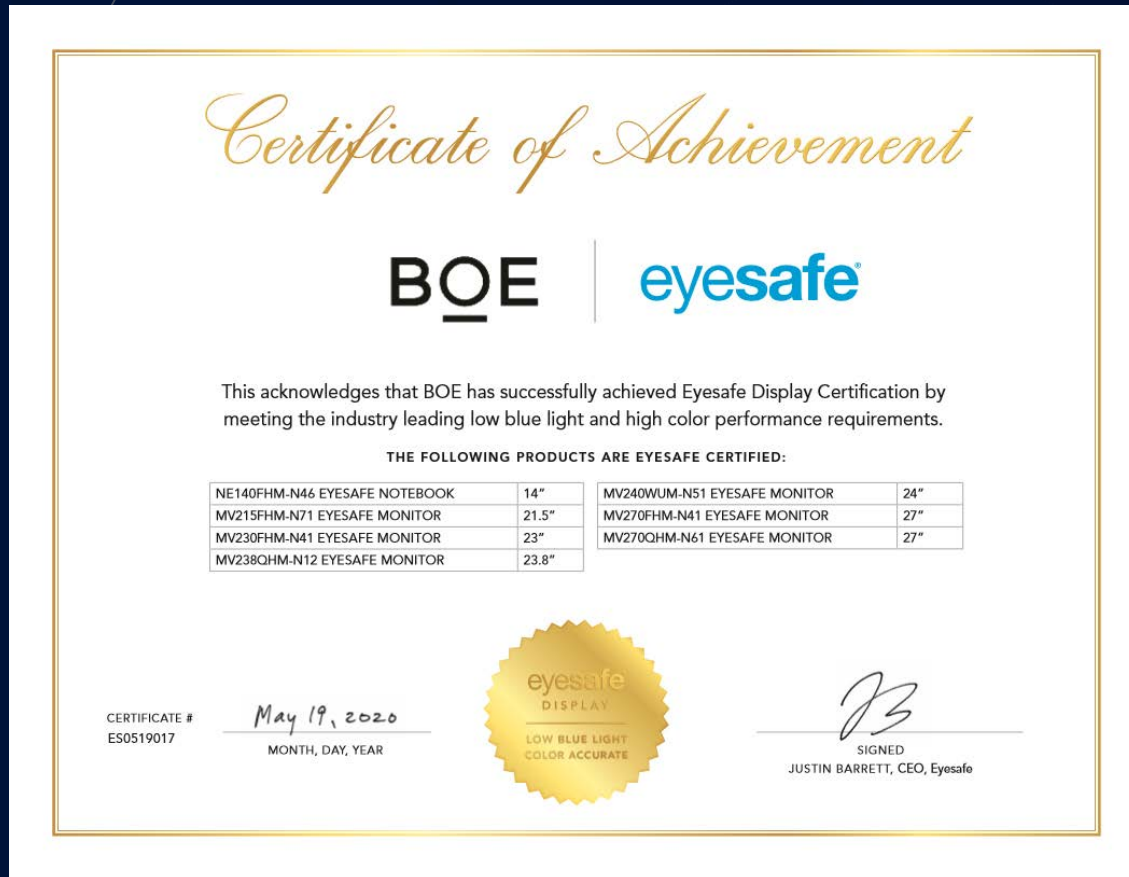 Certificate of Achievement
BOE
eyesafe®
This acknowledges that BOE has successfully achieved Eyesafe Display Certification by
meeting the industry leading low blue light and high color performance requirements.
THE FOLLOWING PRODUCTS ARE EYESAFE CERTIFIED:
NE140FHM-N46 EYESAFE NOTEBOOK 14"
MV215FHM-N71 EYESAFE MONITOR 21.5"
MV230FHM-N41 EYESAFE MONITOR 23"
MV238QHM-N12 EYESAFE MONITOR 23.8"
MV240WUM-N51 EYESAFE MONITOR 24"
MV270FHM-N41 EYESAFE MONITOR 27"
MV270QHM-N61 EYESAFE MONITOR 27"
CERTIFICATE #
ES0519017
May 19, 2020
MONTH, DAY, YEAR
eyesafe
DISPLAY
LOW BLUE LIGHT
COLOR ACCURATE
JB
SIGNED
JUSTIN BARRETT, CEO, Eyesafe